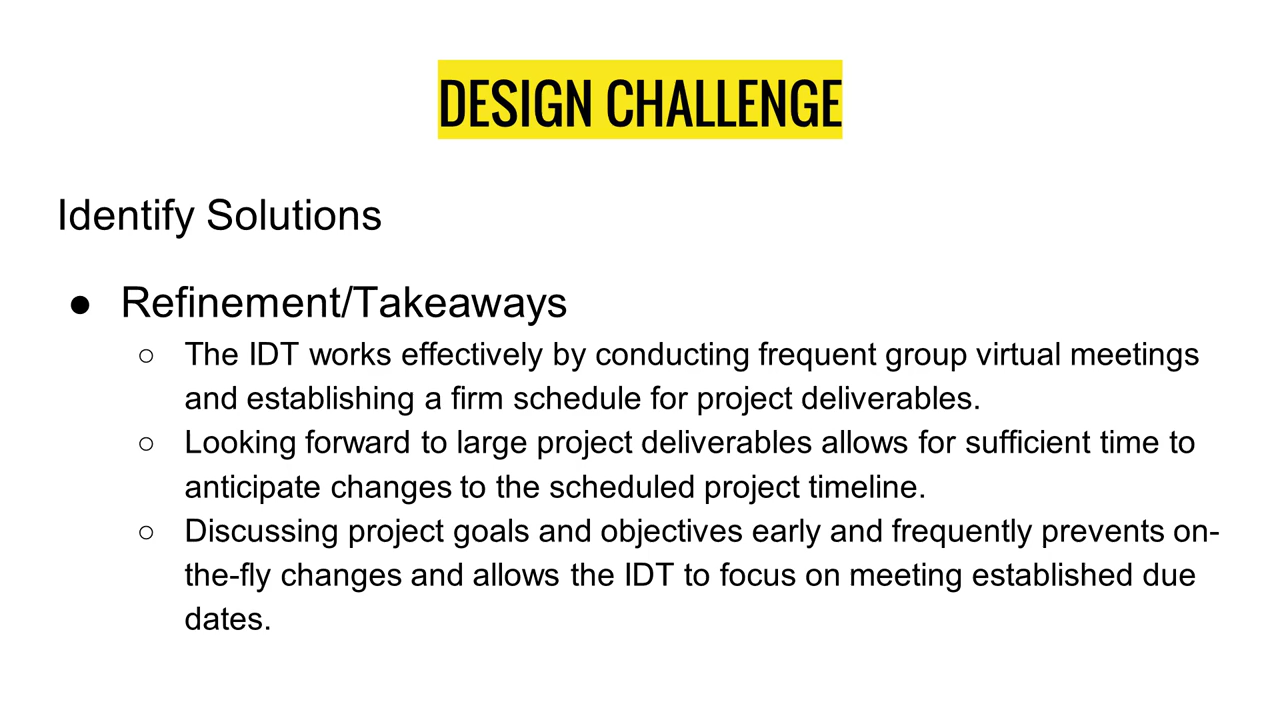 DESIGN CHALLENGE
Identify Solutions
● Refinement/Takeaways
○ The IDT works effectively by conducting frequent group virtual meetings
and establishing a firm schedule for project deliverables.
○ Looking forward to large project deliverables allows for sufficient time to
anticipate changes to the scheduled project timeline.
○ Discussing project goals and objectives early and frequently prevents on-
the-fly changes and allows the IDT to focus on meeting established due
dates.